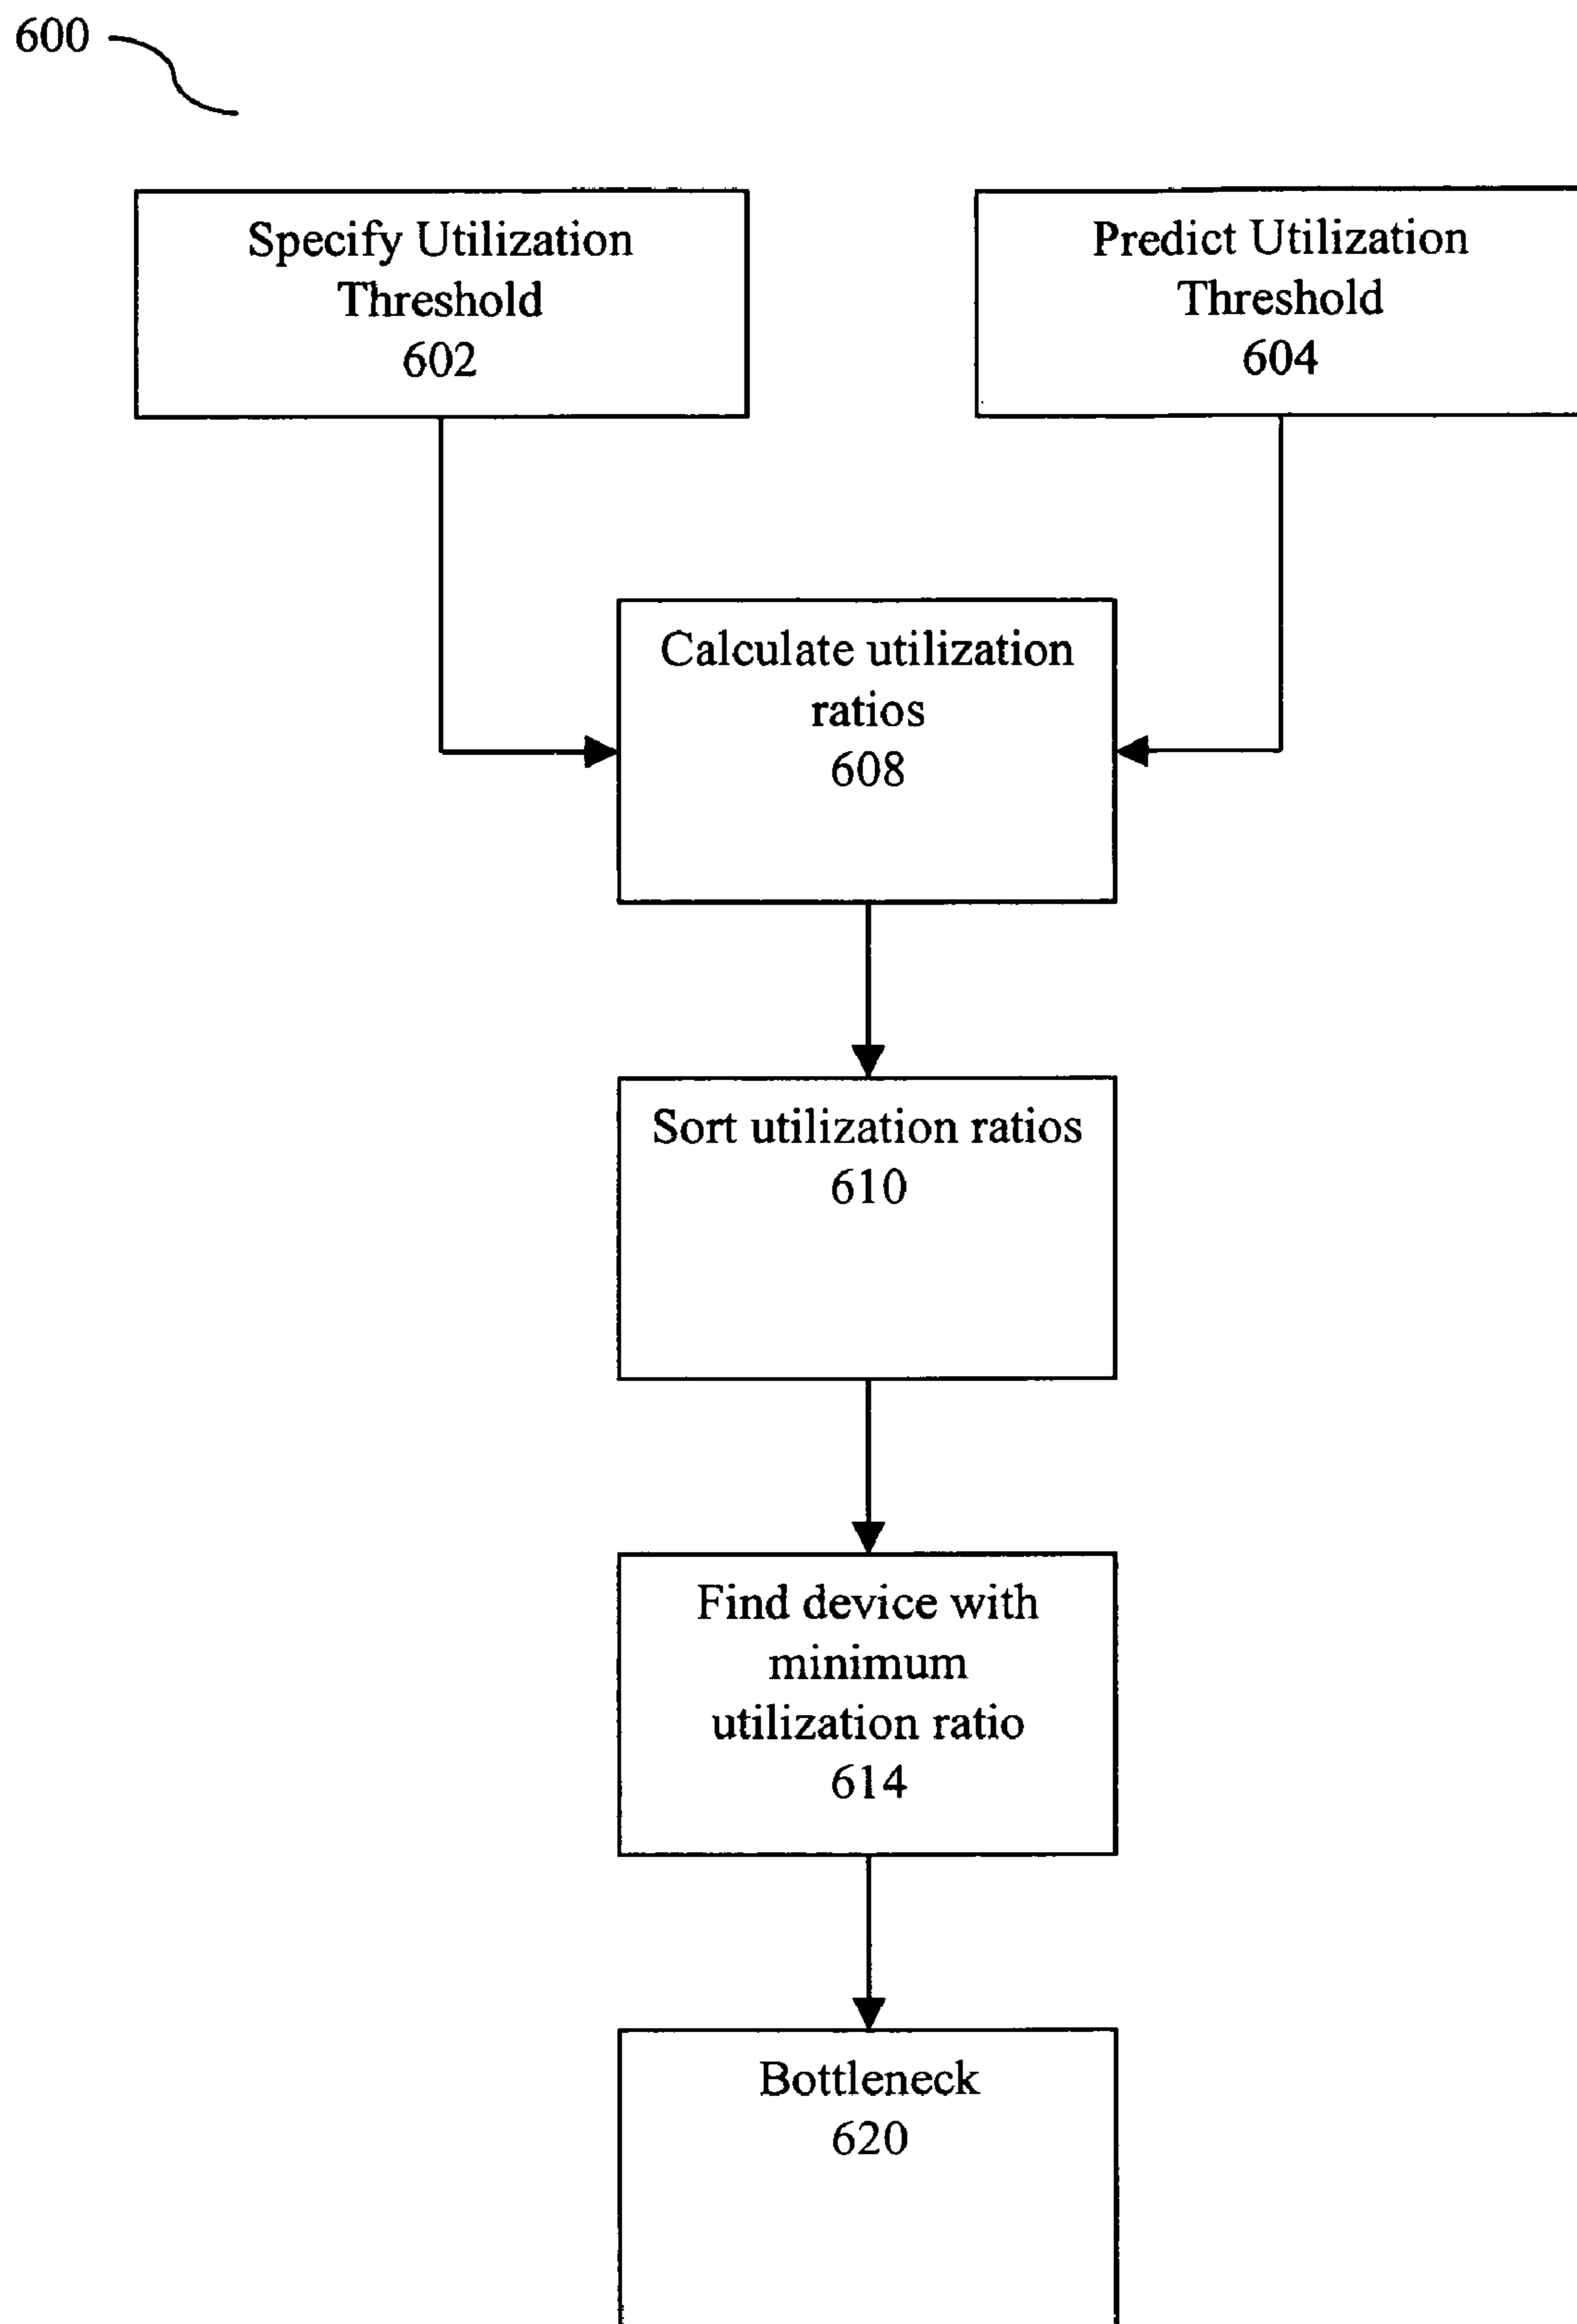 600
Specify Utilization
Threshold
602
Predict Utilization
Threshold
604
Calculate utilization
ratios
608
Sort utilization ratios
610
Find device with
minimum
utilization ratio
614
Bottleneck
620